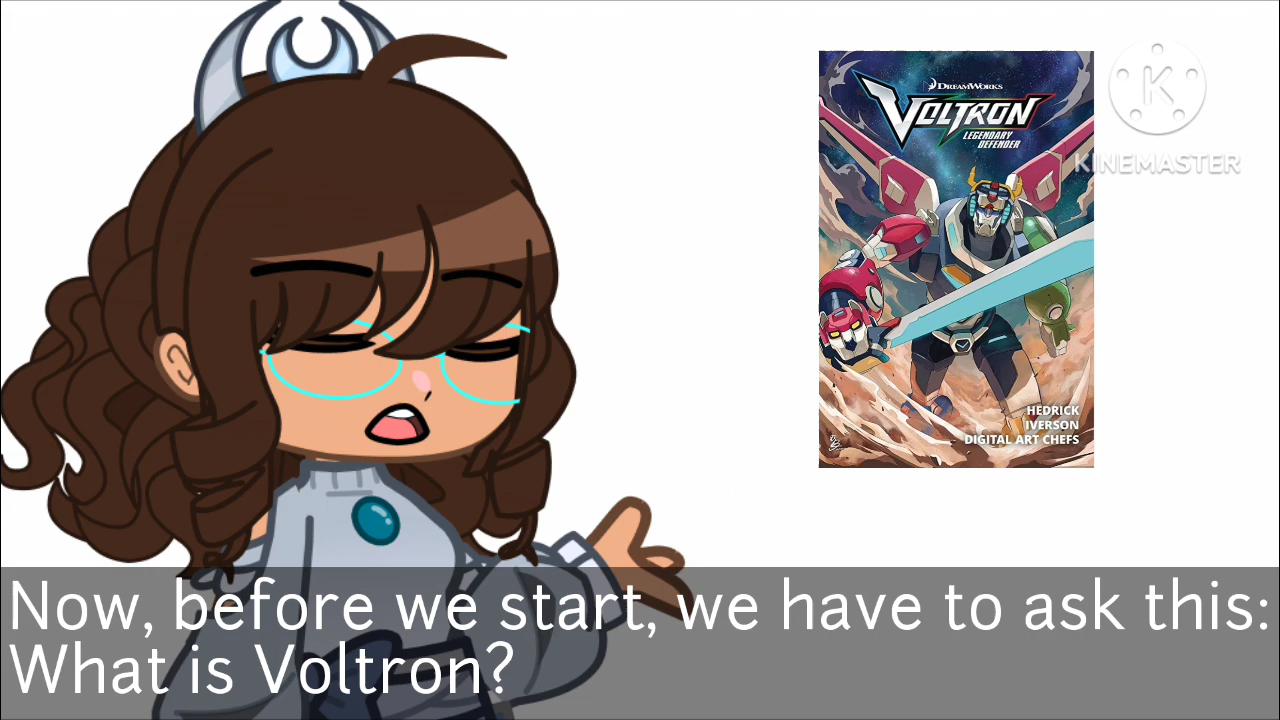 DREAMWORKS
VOLTRON
LEGENDARY
DEFENDER
K
KINEMASTER
HEDRICK
IVERSON
DIGITAL ART CHEFS
Now, before we start, we have to ask this:
What is Voltron?